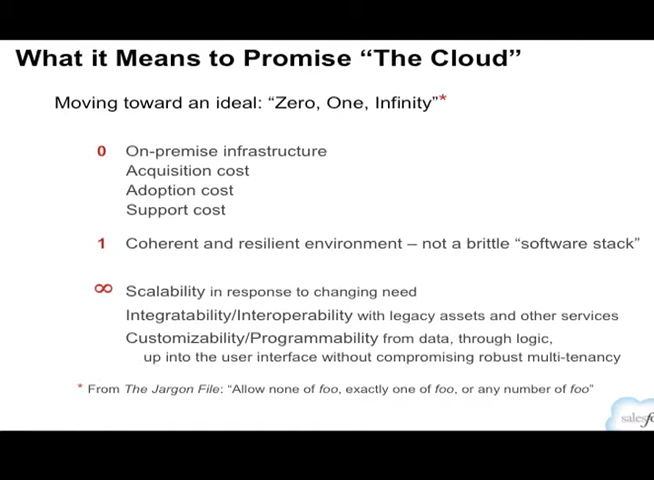 What it Means to Promise “The Cloud”
Moving toward an ideal: “Zero, One, Infinity”*
0 On-premise infrastructure
Acquisition cost
Adoption cost
Support cost
1 Coherent and resilient environment – not a brittle “software stack”
∞ Scalability in response to changing need
Integratability/Interoperability with legacy assets and other services
Customizability/Programmability from data, through logic,
up into the user interface without compromising robust multi-tenancy
* From The Jargon File: “Allow none of foo, exactly one of foo, or any number of foo”
salesfo